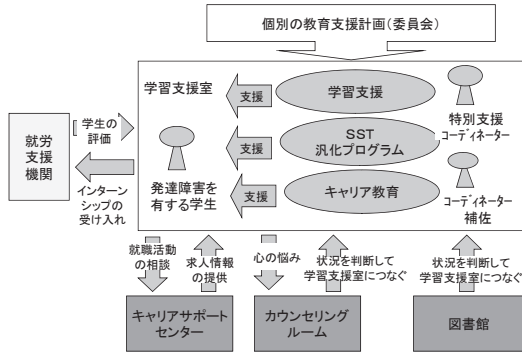 個別の教育支援計画(委員会)
学習支援室
支援
学習支援
特別支援
コーディネーター
就労
支援
機関
学生の
評価
インターン
シップの
受け入れ
発達障害を
有する学生
支援
SST
汎化プログラム
支援
キャリア教育
コーディネーター
補佐
就職活動
の相談
求人情報
の提供
心の悩み
状況を判断して
学習支援室につなぐ
状況を判断して
学習支援室につなぐ
キャリアサポート
センター
カウンセリング
ルーム
図書館